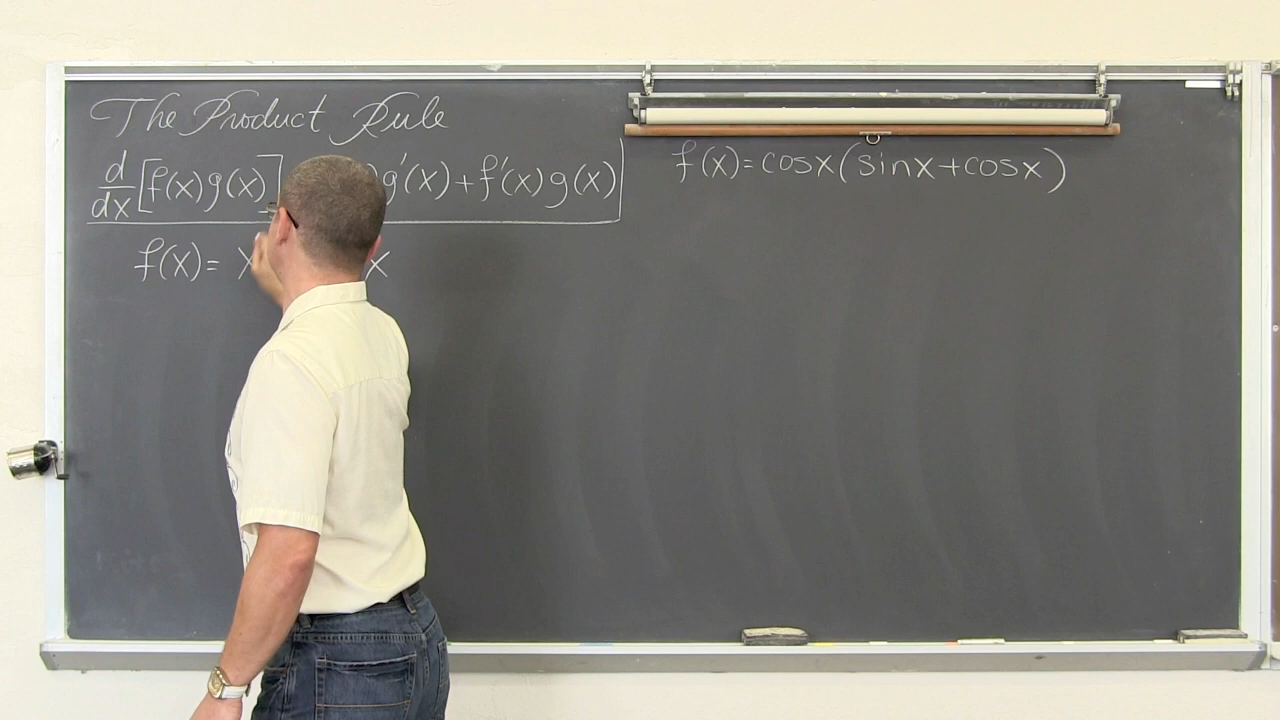 The Product Rule
d/dx [f(x)g(x)] g'(x)+f'(x)g(x)
f(x)= x x
f(x)=cosx(sinx+cosx)